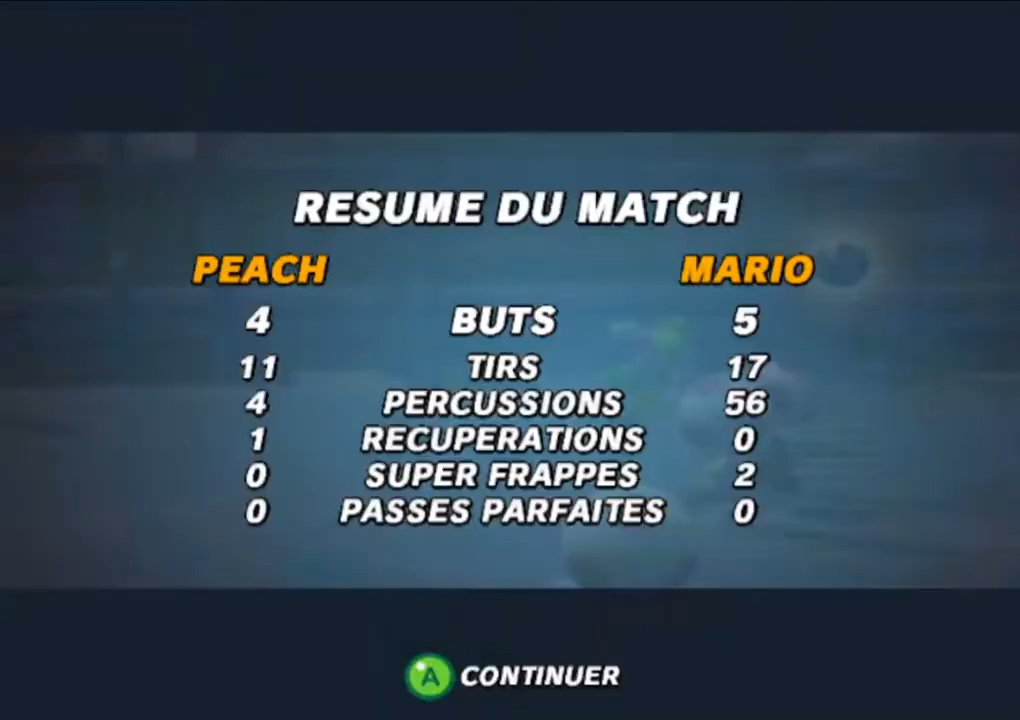 RESUME DU MATCH
PEACH MARIO
4 BUTS 5
11 TIRS 17
4 PERCUSSIONS 56
1 RECUPERATIONS 0
0 SUPER FRAPPES 2
0 PASSES PARFAITES 0
A CONTINUER